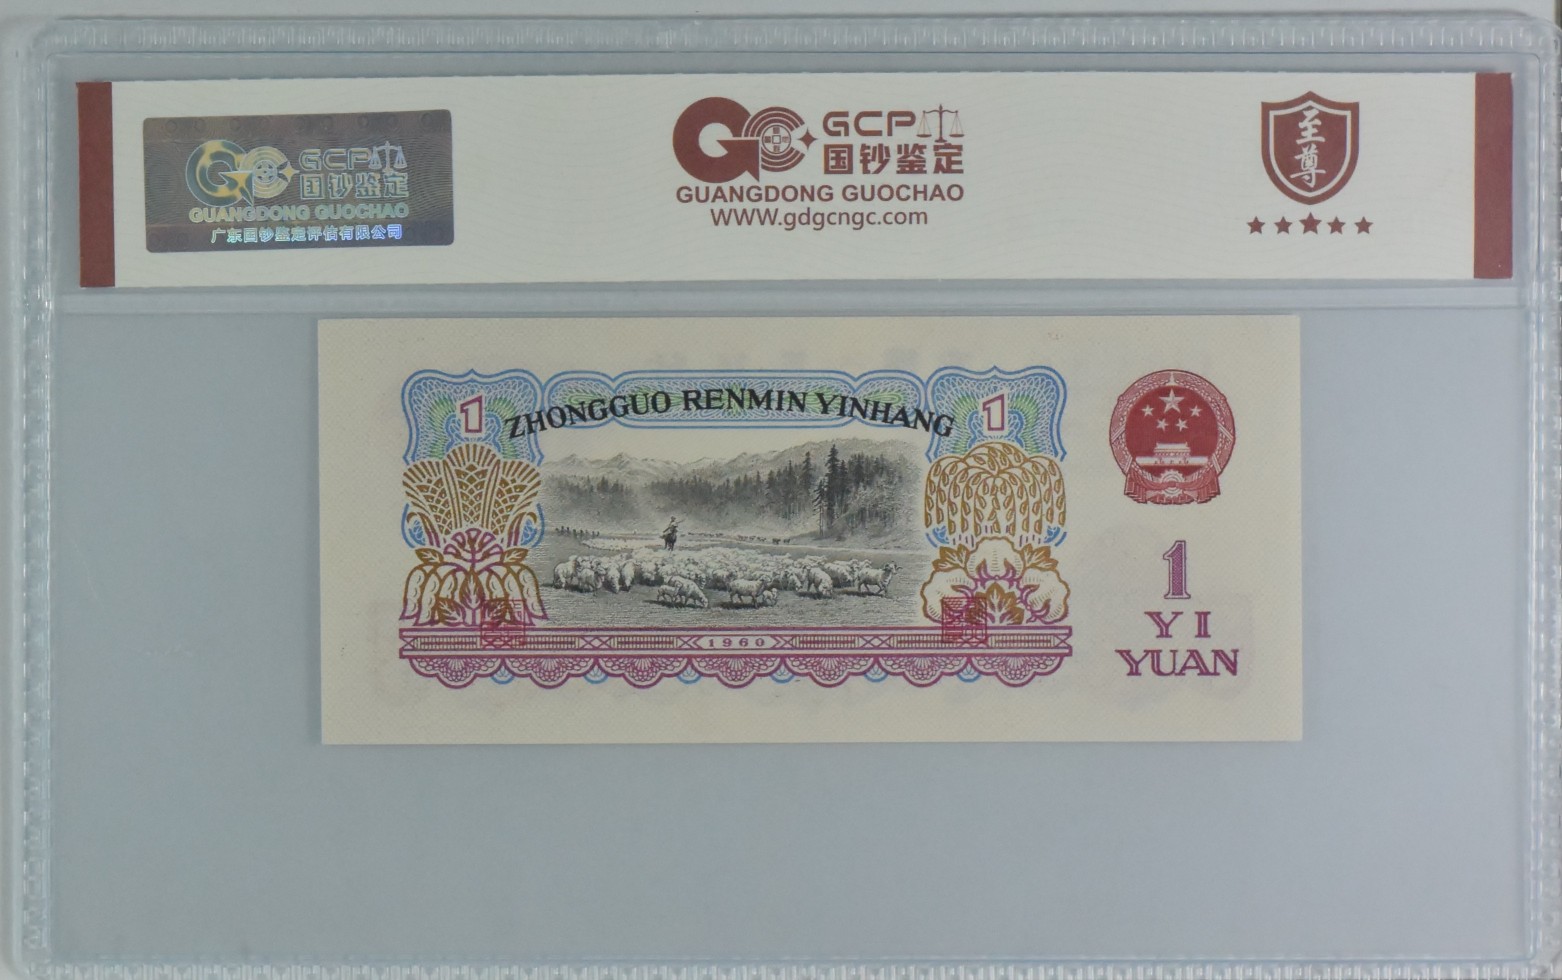 GCP
国钞鉴定
GUANGDONG GUOCHAO
广东国钞鉴定评估有限公司
GCP
国钞鉴定
GUANGDONG GUOCHAO
WWW.gdgcngc.com
至尊
1 ZHONGGUO RENMIN YINHANG 1
1960
1
YI
YUAN